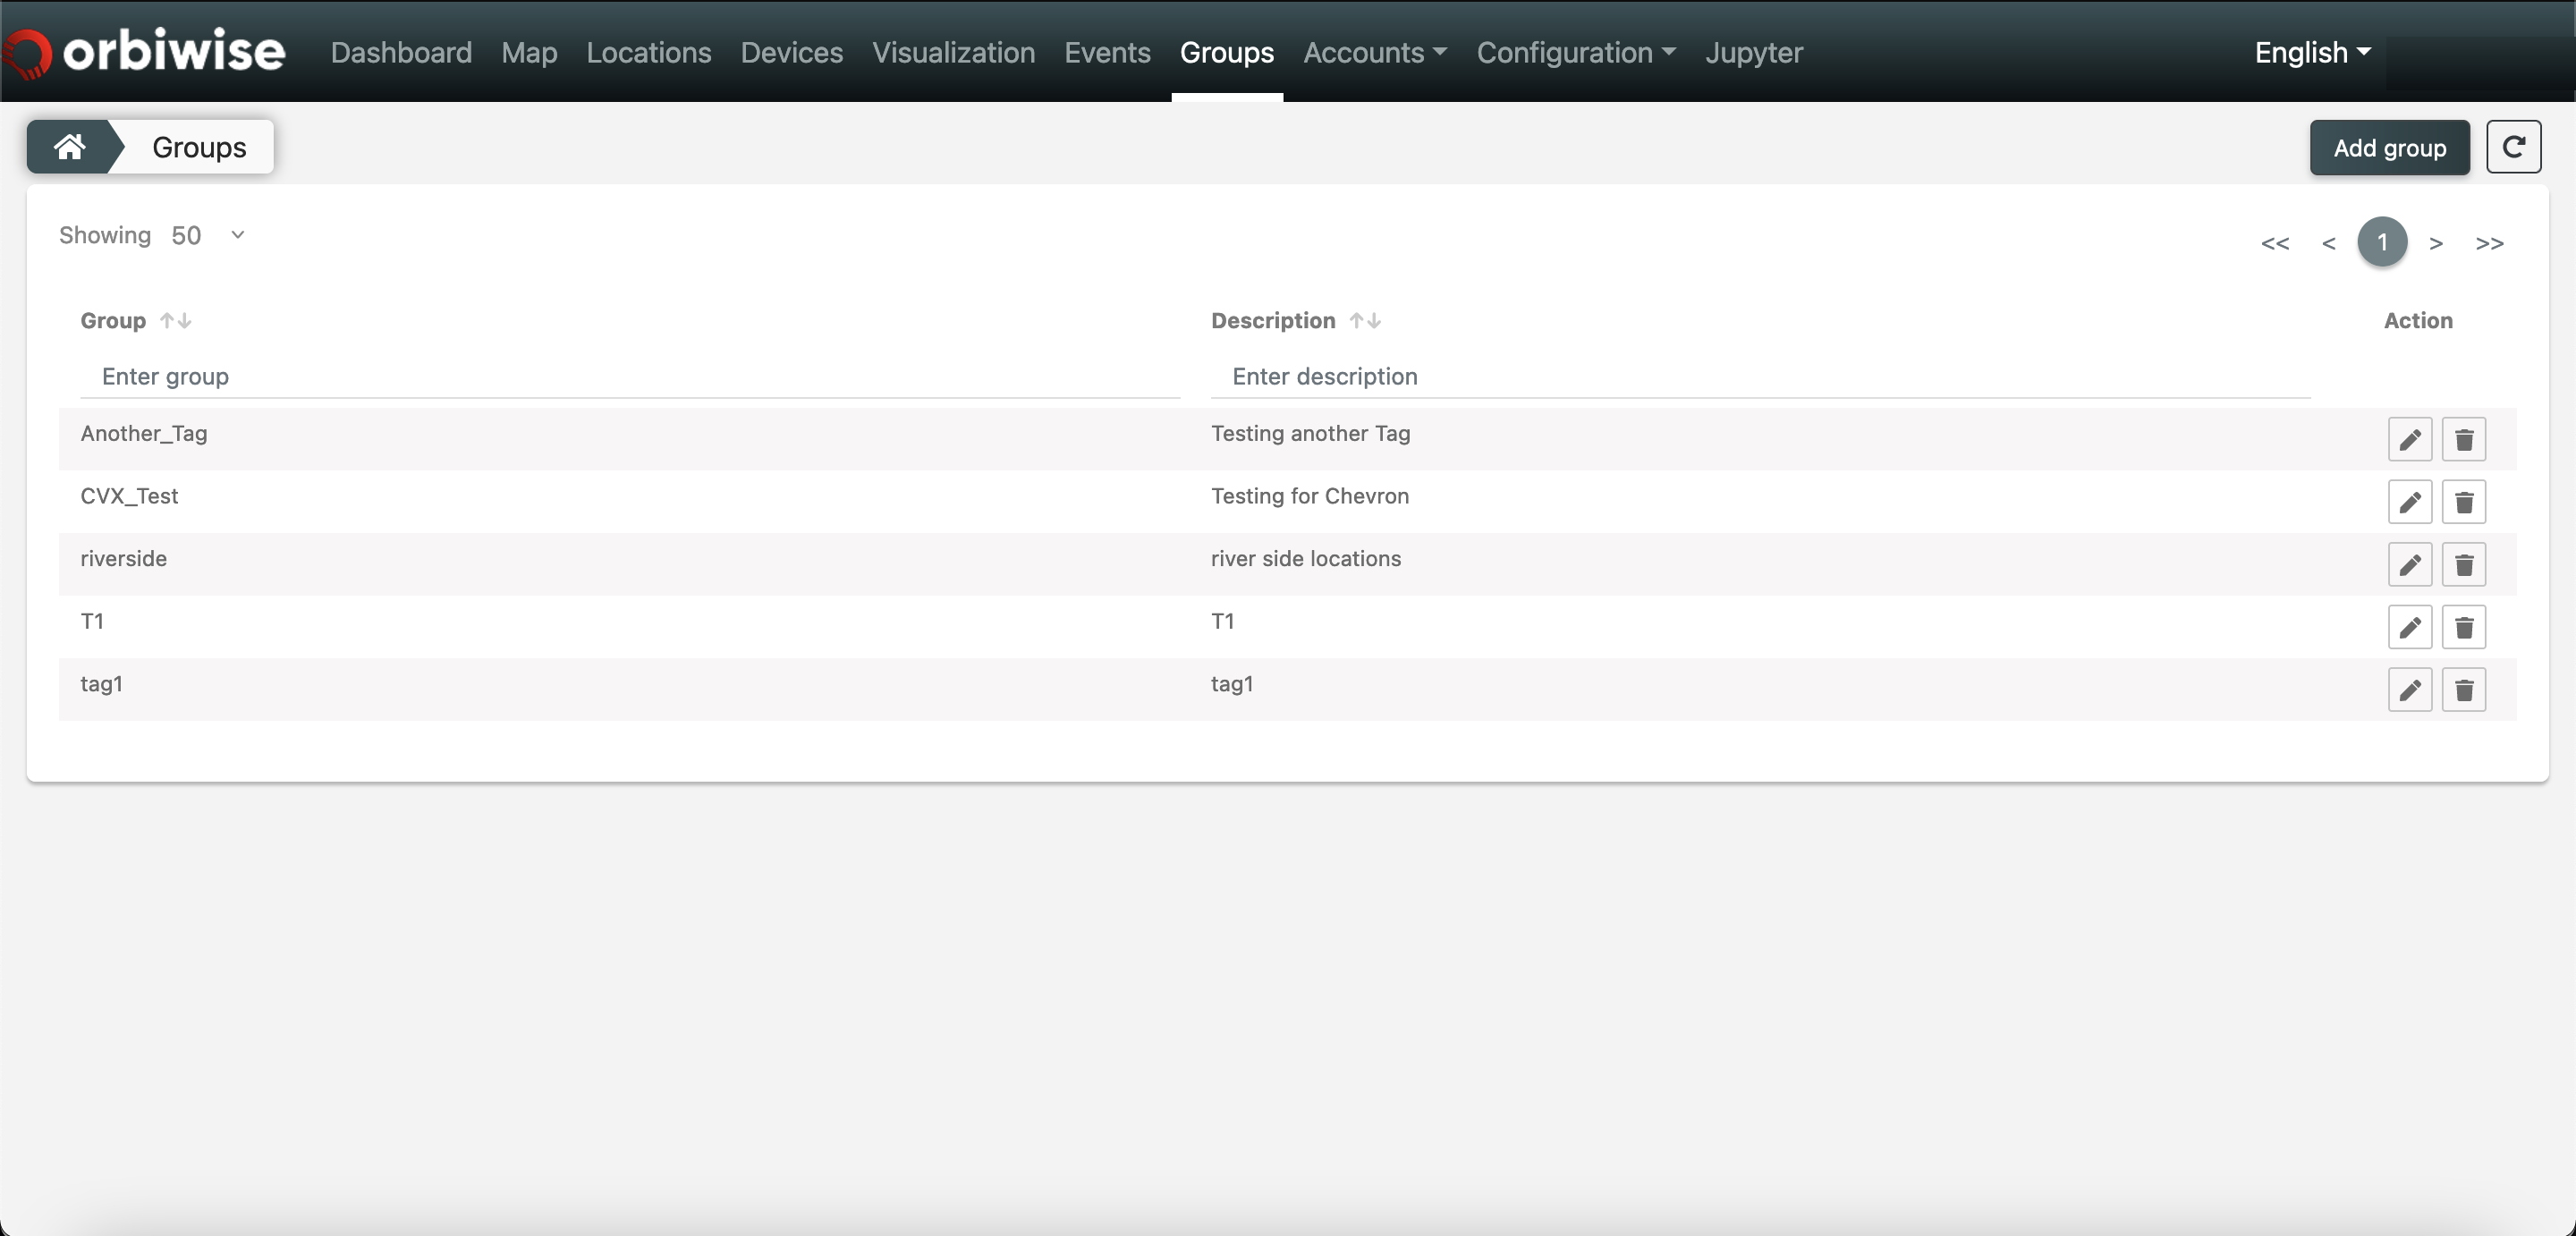 orbiwise Dashboard Map Locations Devices Visualization Events Groups Accounts Configuration Jupyter English
Groups Add group
Showing 50 << < 1 > >>
Group Description Action
Enter group Enter description
Another_Tag Testing another Tag
CVX_Test Testing for Chevron
riverside river side locations
T1 T1
tag1 tag1